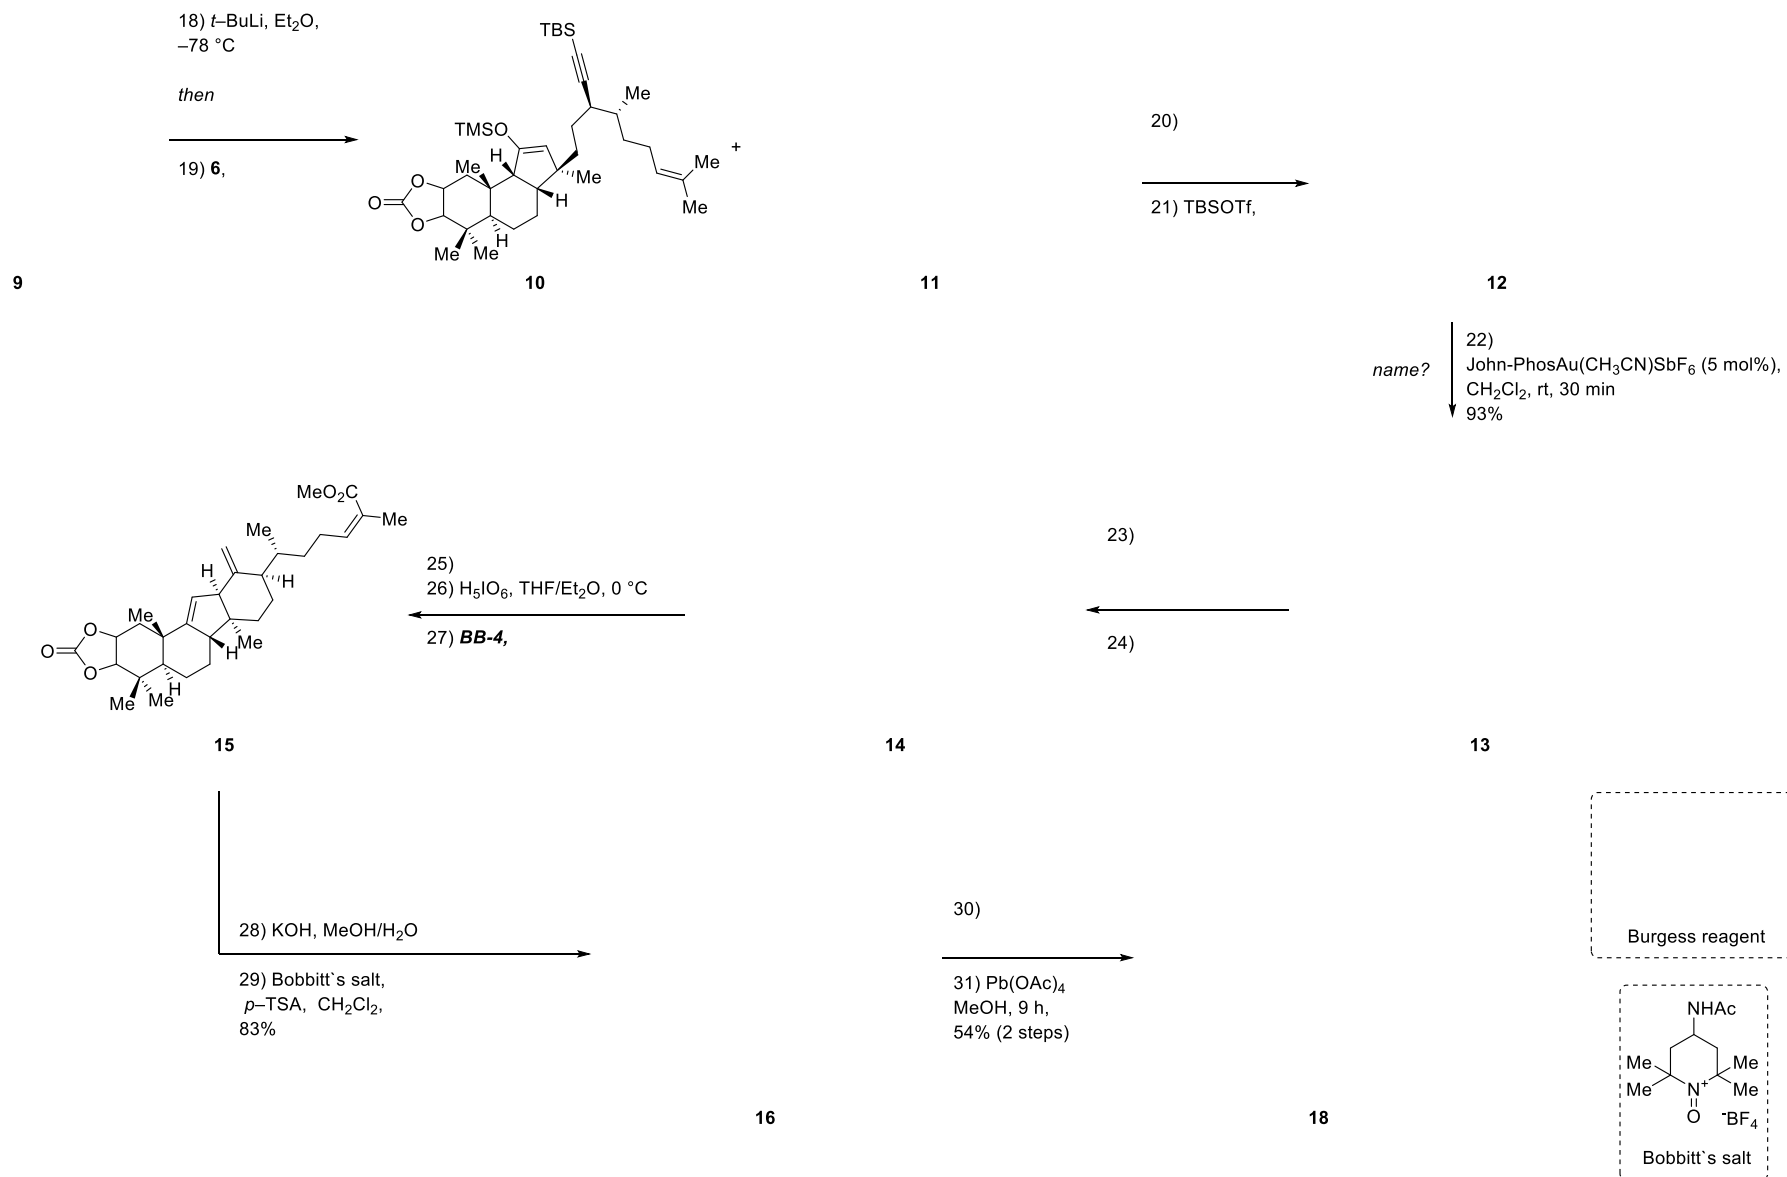 18) t–BuLi, Et2O,
–78 °C
then
19) 6,
TBS
Me
TMSO
H
Me
Me
Me
Me
H
O
O
O
H
Me
Me
+
20)
21) TBSOTf,
9
10
11
12
name?
22)
John-PhosAu(CH3CN)SbF6 (5 mol%),
CH2Cl2, rt, 30 min
93%
MeO2C
Me
Me
H
H
Me
O
O
O
Me
H
H
Me
Me
25)
26) H5IO6, THF/Et2O, 0 °C
27) BB-4,
23)
24)
15
14
13
28) KOH, MeOH/H2O
29) Bobbitt`s salt,
p–TSA, CH2Cl2,
83%
30)
31) Pb(OAc)4
MeOH, 9 h,
54% (2 steps)
16
18
Burgess reagent
NHAc
Me
Me
Me
Me
N+
O
-BF4
Bobbitt`s salt